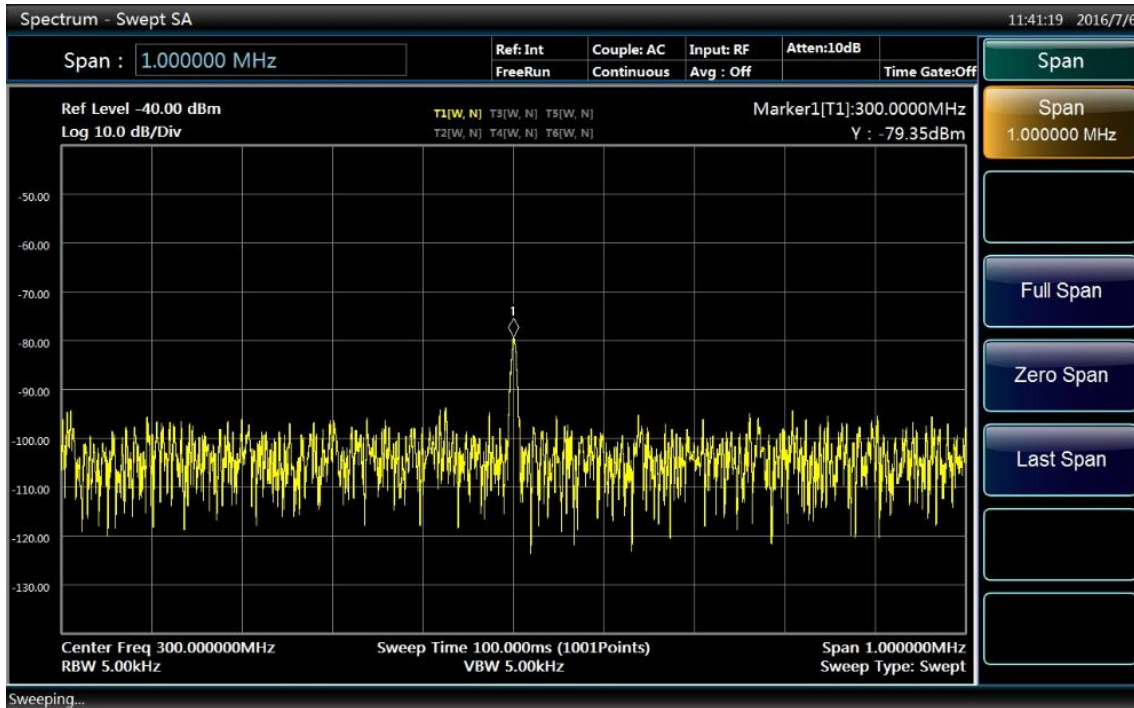 Spectrum - Swept SA
11:41:19 2016/7/6
Span : 1.000000 MHz
Ref: Int Couple: AC Input: RF Atten:10dB
FreeRun Continuous Avg : Off Time Gate:Off
Span
Ref Level -40.00 dBm
Log 10.0 dB/Div
T1[W, N] T3[W, N] T5[W, N]
T2[W, N] T4[W, N] T6[W, N]
Marker1[T1]:300.0000MHz
Y : -79.35dBm
Span
1.000000 MHz
Full Span
Zero Span
Last Span
1
-50.00
-60.00
-70.00
-80.00
-90.00
-100.00
-110.00
-120.00
-130.00
Center Freq 300.000000MHz Sweep Time 100.000ms (1001Points) Span 1.000000MHz
RBW 5.00kHz VBW 5.00kHz Sweep Type: Swept
Sweeping...